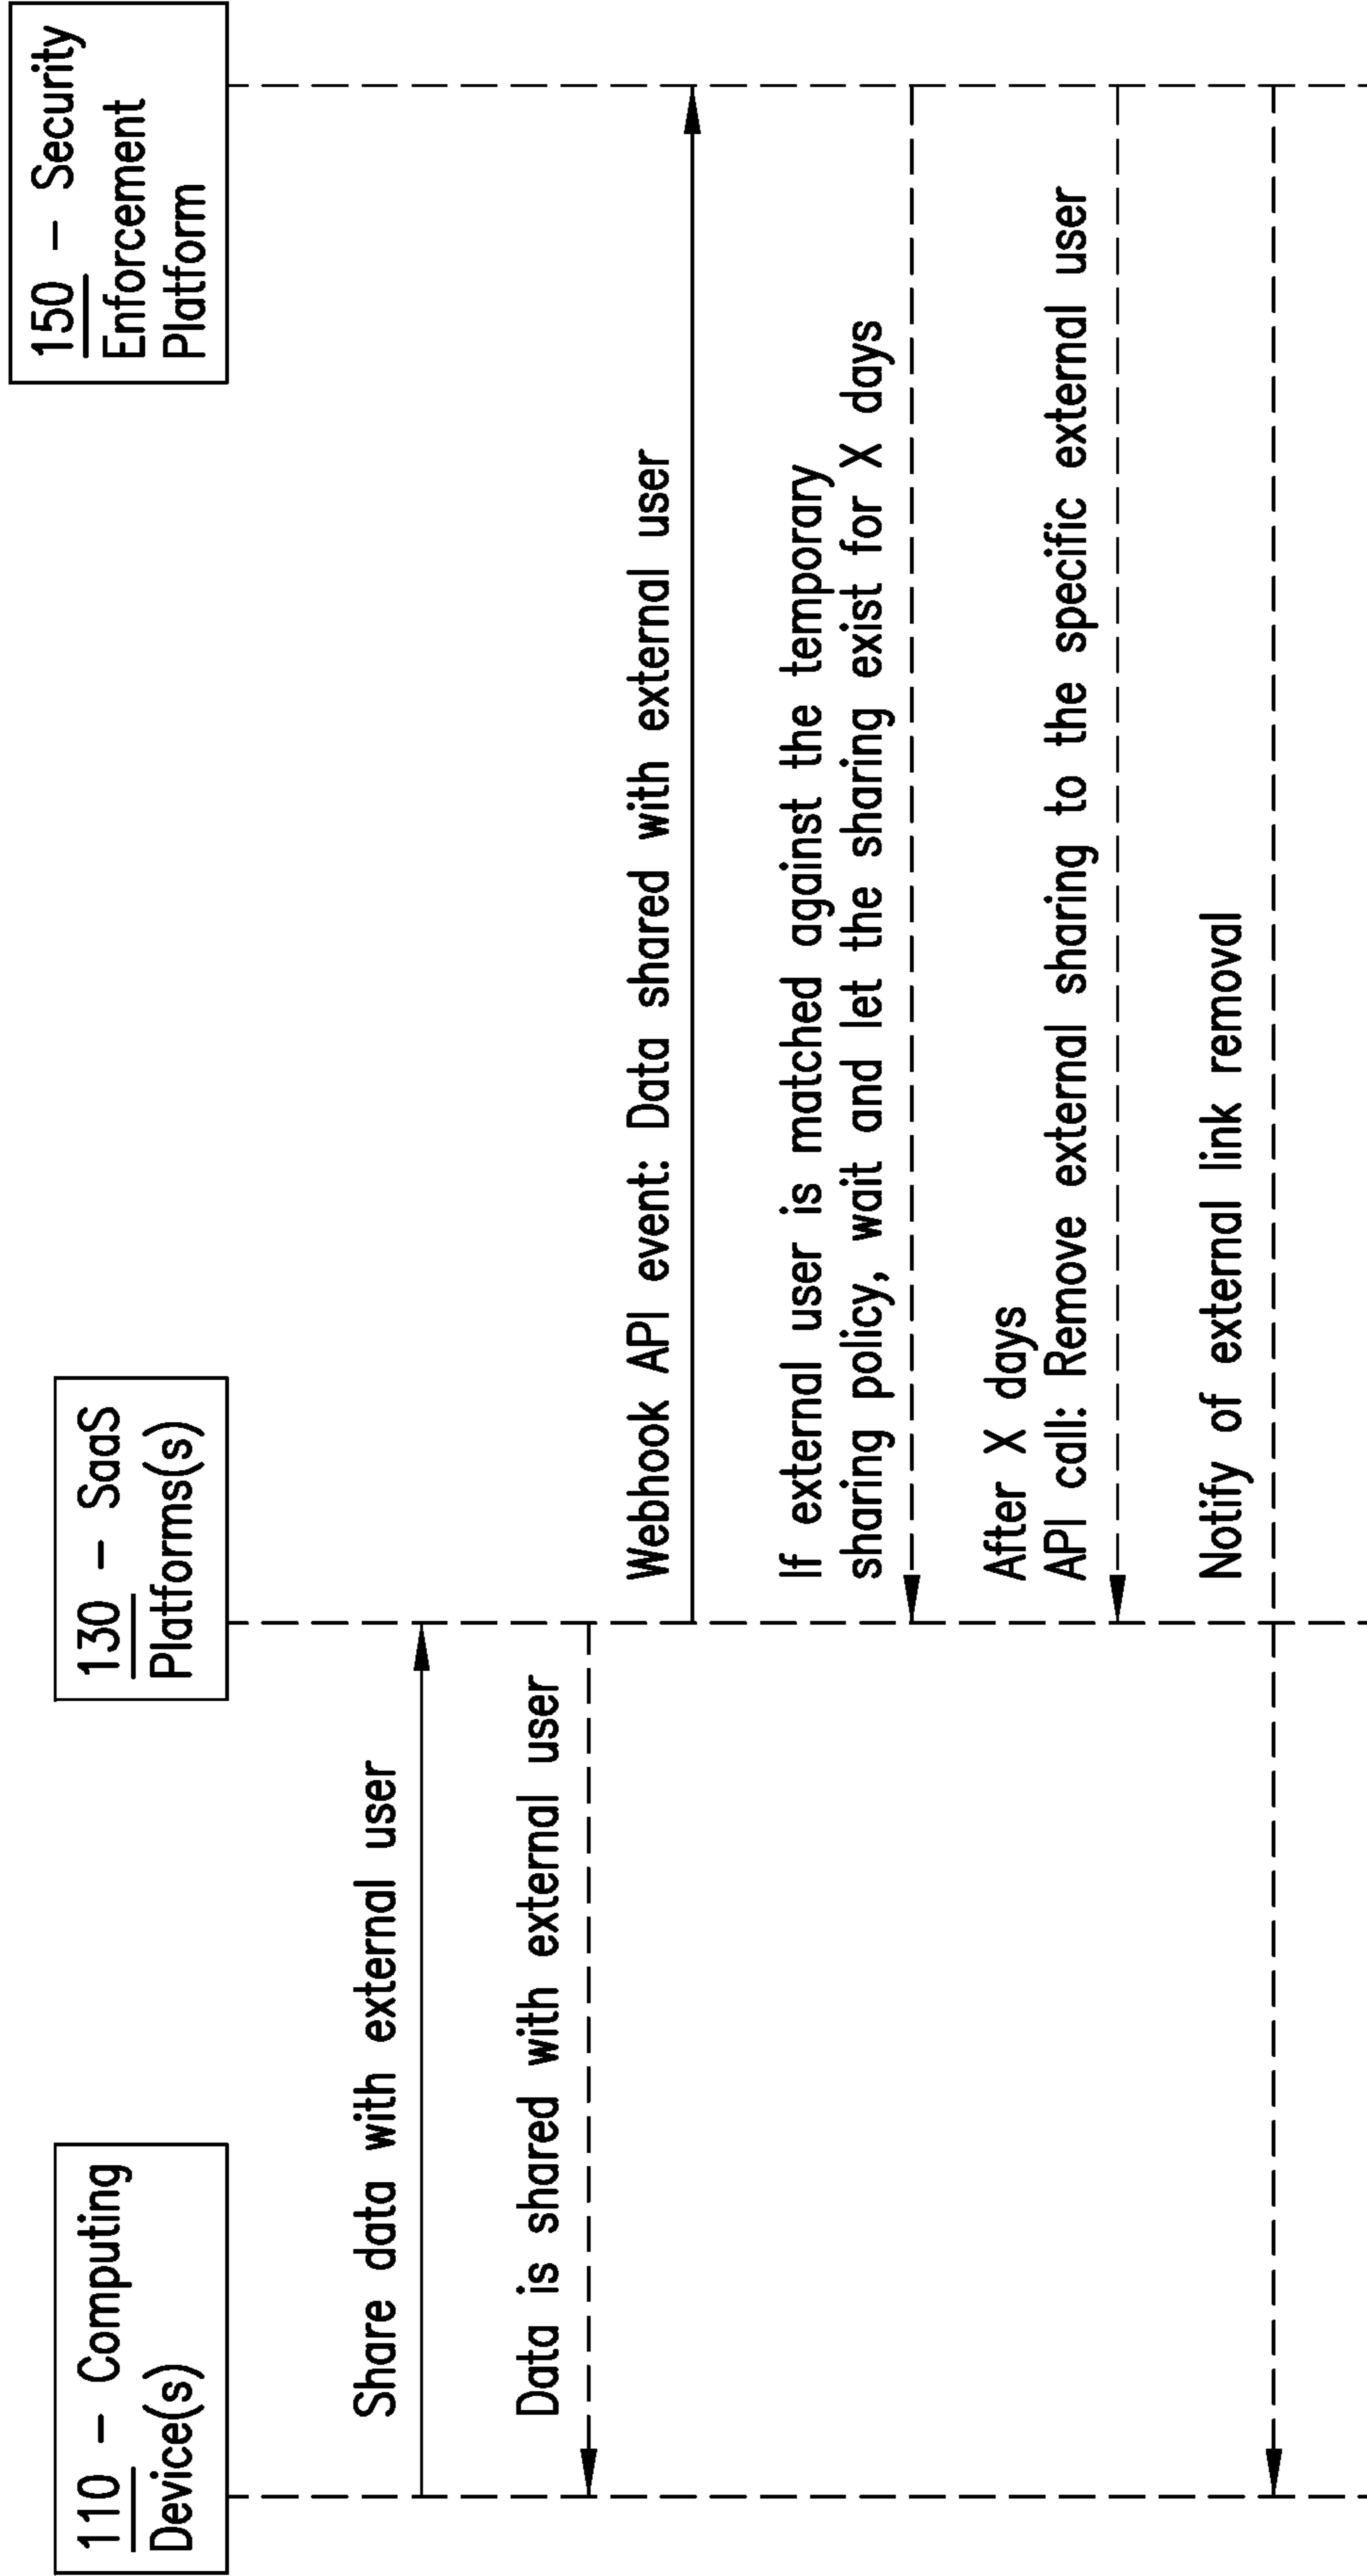 110 - Computing
Device(s)
130 - SaaS
Platforms(s)
150 - Security
Enforcement
Platform
Share data with external user
Data is shared with external user
Webhook API event: Data shared with external user
If external user is matched against the temporary
sharing policy, wait and let the sharing exist for X days
After X days
API call: Remove external sharing to the specific external user
Notify of external link removal